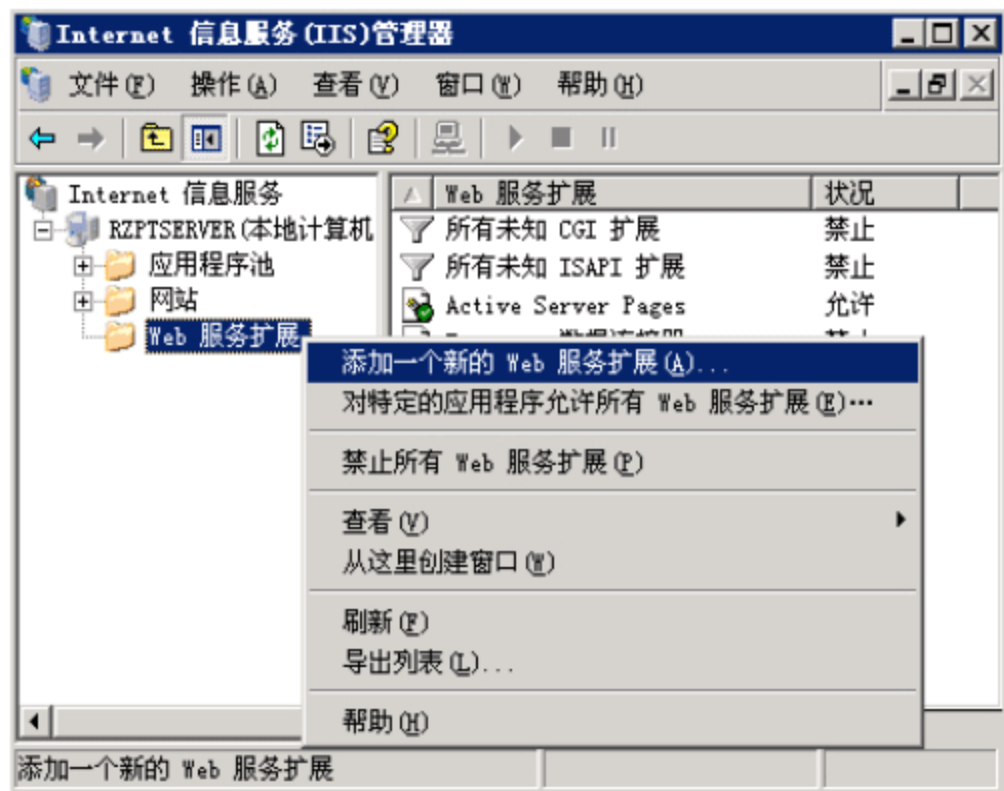 Internet 信息服务(IIS)管理器
文件(F) 操作(A) 查看(V) 窗口(W) 帮助(H)
Internet 信息服务
RZPTSERVER(本地计算机
应用程序池
网站
Web 服务扩展
Web 服务扩展 状况
所有未知 CGI 扩展 禁止
所有未知 ISAPI 扩展 禁止
Active Server Pages 允许
添加一个新的 Web 服务扩展(A)...
对特定的应用程序允许所有 Web 服务扩展(E)…
禁止所有 Web 服务扩展(P)
查看(V)
从这里创建窗口(W)
刷新(F)
导出列表(L)...
帮助(H)
添加一个新的 Web 服务扩展